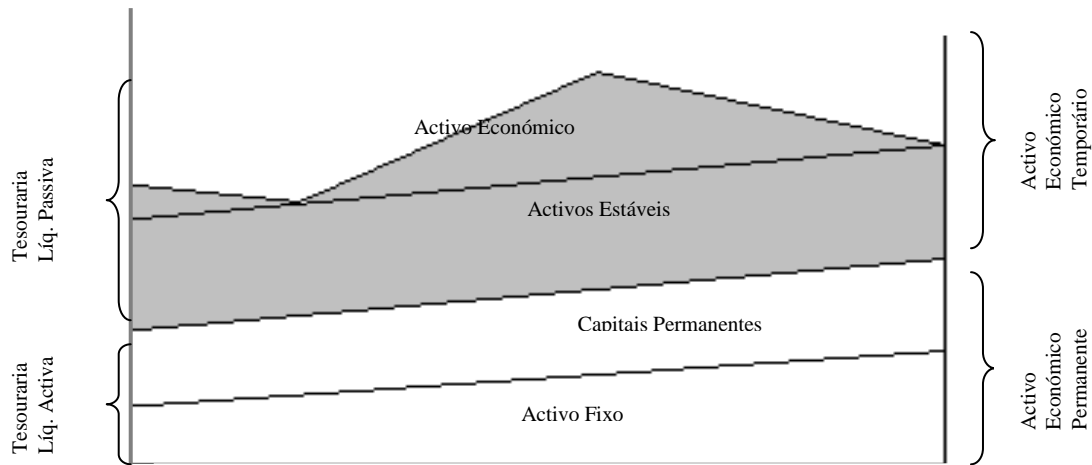 Tesouraria
Líq. Passiva
Tesouraria
Líq. Activa
Activo Económico
Activos Estáveis
Capitais Permanentes
Activo Fixo
Activo
Económico
Temporário
Activo
Económico
Permanente